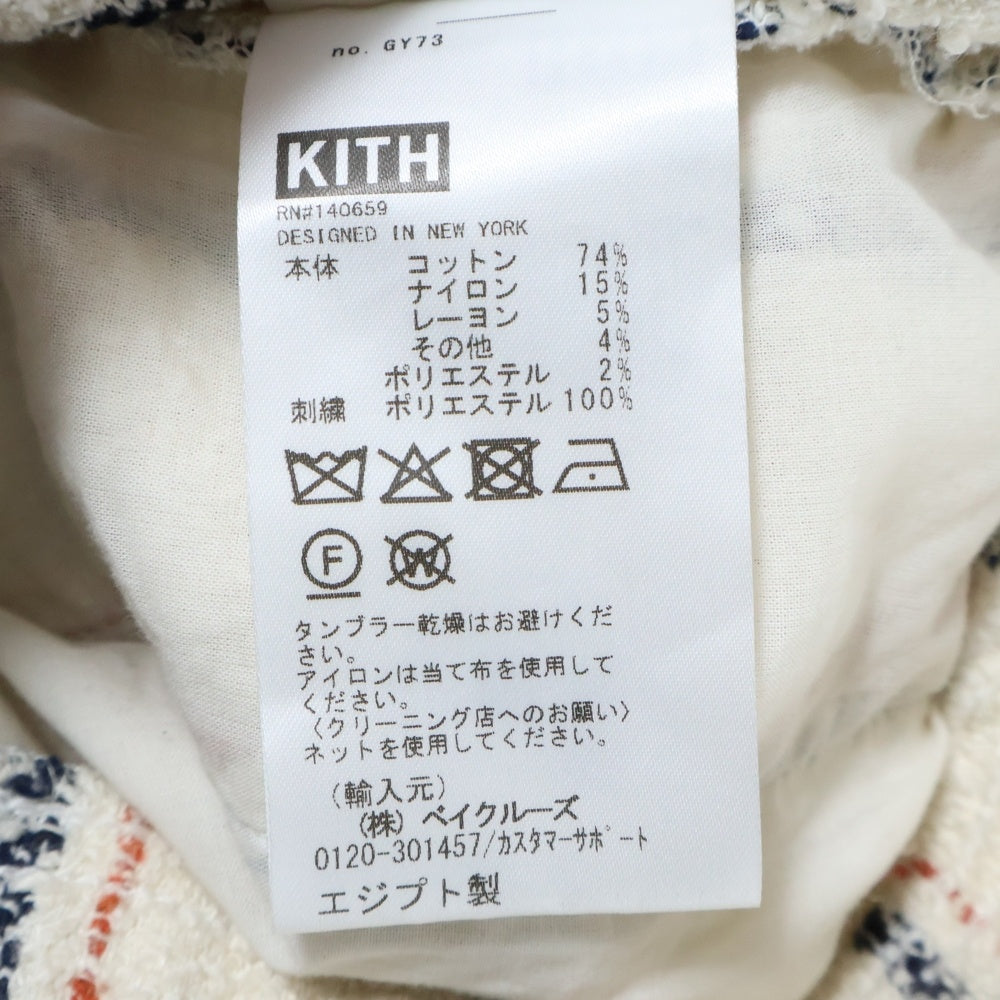 no. GY73
KITH
RN#140659
DESIGNED IN NEW YORK
本体 コットン 74%
ナイロン 15%
レーヨン 5%
その他 4%
ポリエステル 2%
刺繍 ポリエステル 100%
F W
タンブラー乾燥はお避けくだ
さい。
アイロンは当て布を使用して
ください。
〈クリーニング店へのお願い〉
ネットを使用してください。
(輸入元)
(株) ベイクルーズ
0120-301457/カスタマーサポート
エジプト製